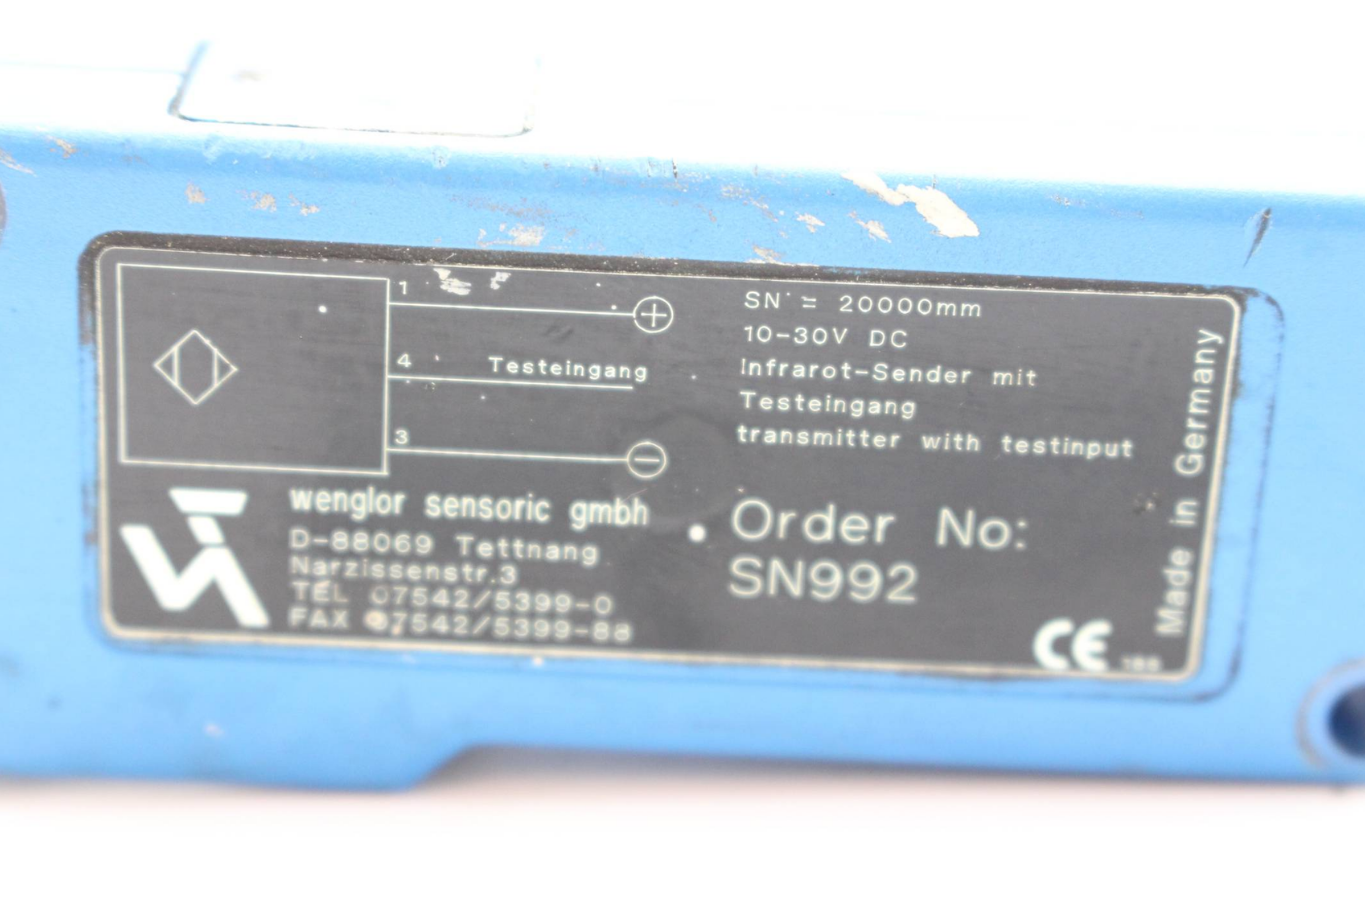 1
4 Testeingang
3
SN = 20000mm
10-30V DC
Infrarot-Sender mit
Testeingang
transmitter with testinput
wenglor sensoric gmbh
D-88069 Tettnang
Narzissenstr.3
TEL 07542/5399-0
FAX 07542/5399-88
Order No:
SN992
Made in Germany
CE